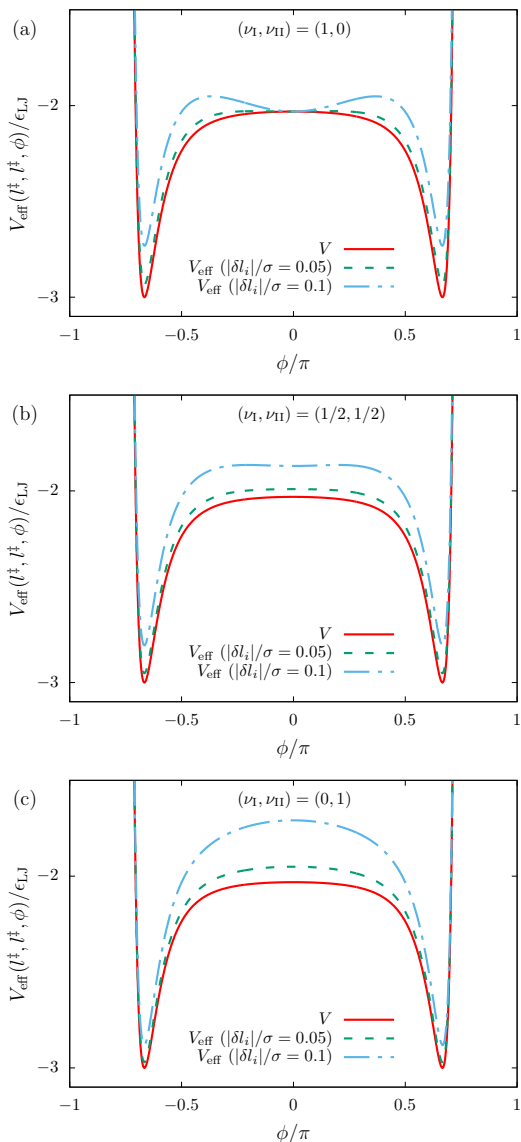 (a)
(ν_I, ν_II) = (1, 0)
−2
−3
V_eff(l‡, l‡, ϕ)/ϵ_LJ
V
V_eff (|δl_i|/σ = 0.05)
V_eff (|δl_i|/σ = 0.1)
−1 −0.5 0 0.5 1
ϕ/π
(b)
(ν_I, ν_II) = (1/2, 1/2)
−2
−3
V_eff(l‡, l‡, ϕ)/ϵ_LJ
V
V_eff (|δl_i|/σ = 0.05)
V_eff (|δl_i|/σ = 0.1)
−1 −0.5 0 0.5 1
ϕ/π
(c)
(ν_I, ν_II) = (0, 1)
−2
−3
V_eff(l‡, l‡, ϕ)/ϵ_LJ
V
V_eff (|δl_i|/σ = 0.05)
V_eff (|δl_i|/σ = 0.1)
−1 −0.5 0 0.5 1
ϕ/π